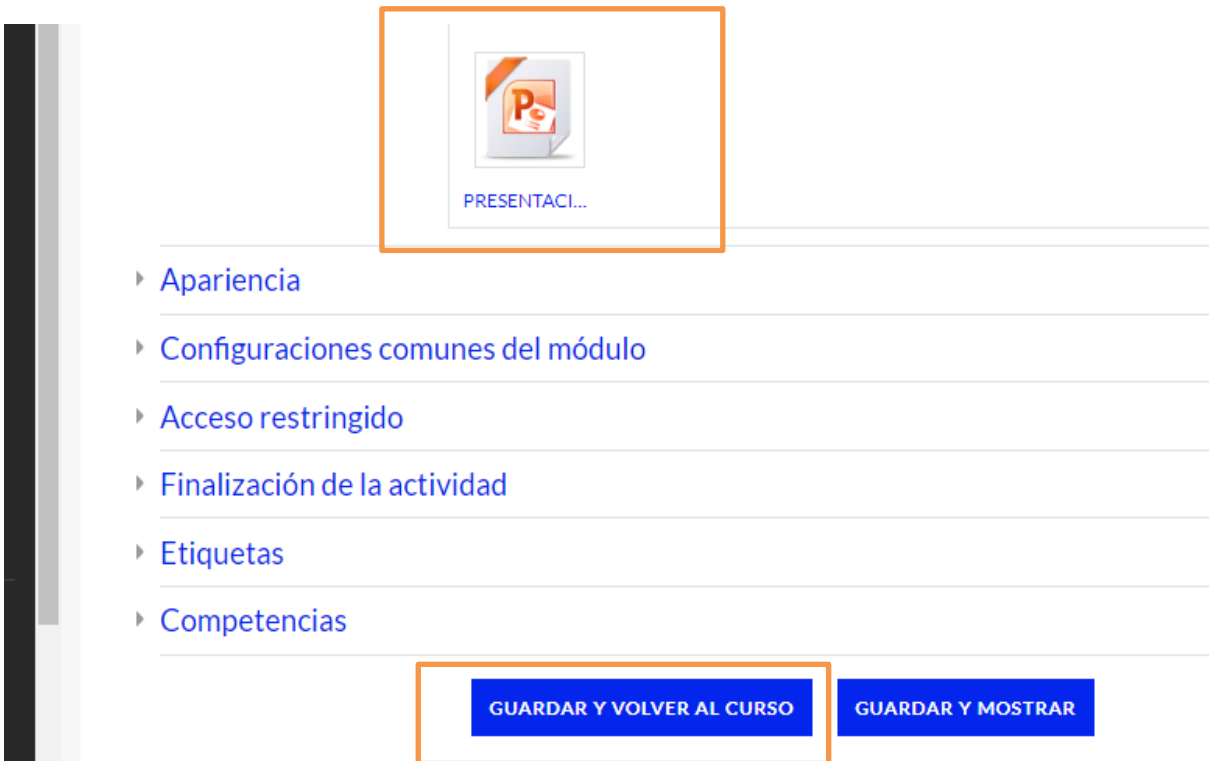 PRESENTACI...
Apariencia
Configuraciones comunes del módulo
Acceso restringido
Finalización de la actividad
Etiquetas
Competencias
GUARDAR Y VOLVER AL CURSO GUARDAR Y MOSTRAR